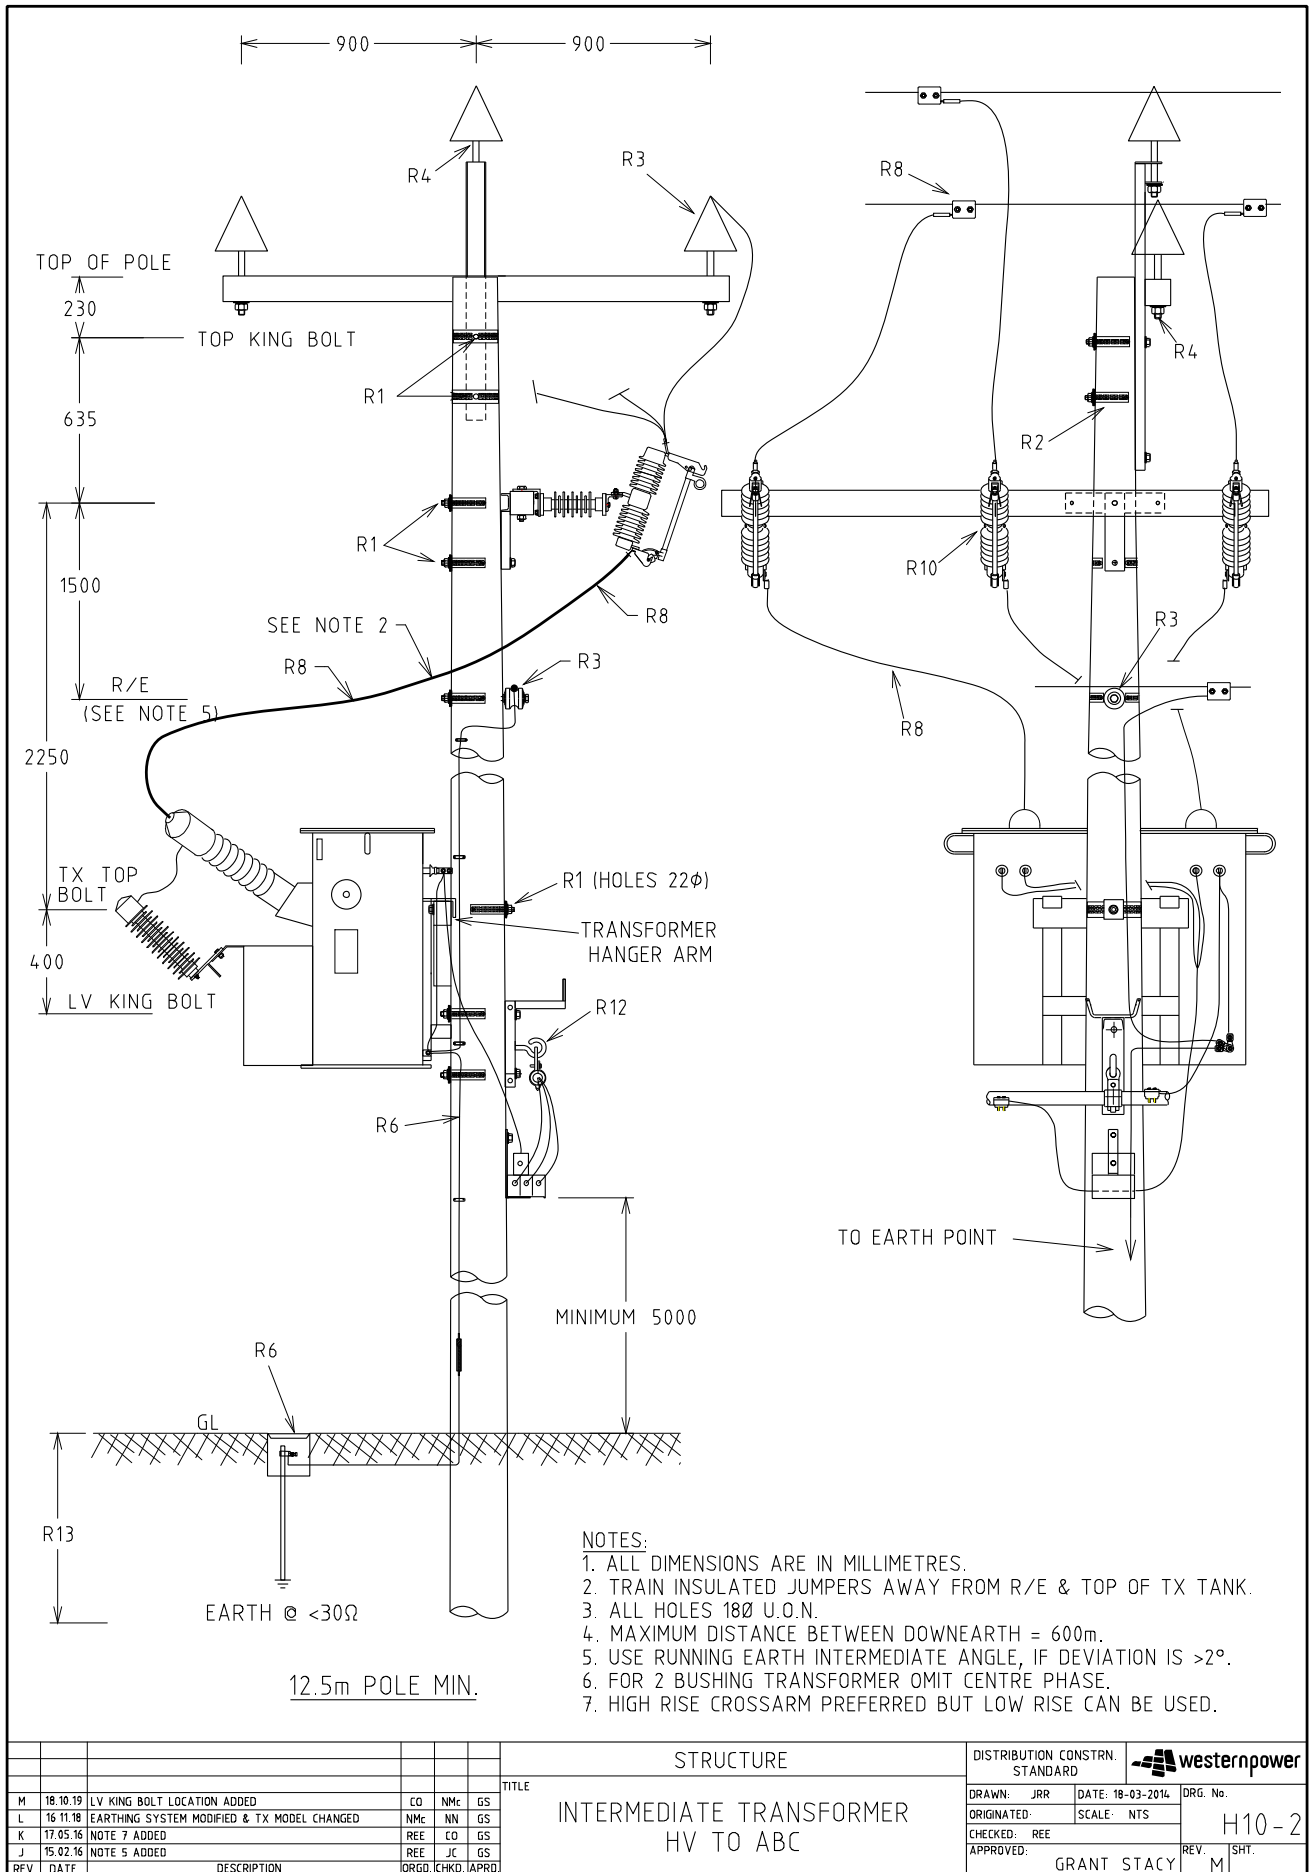 900
900
R4
R3
R8
TOP OF POLE
230
TOP KING BOLT
R4
R1
635
R2
R1
1500
R10
R8
SEE NOTE 2
R8
R3
R3
R/E
(SEE NOTE 5)
R8
2250
TX TOP
BOLT
R1 (HOLES 22Ø)
TRANSFORMER
HANGER ARM
400
LV KING BOLT
R12
R6
TO EARTH POINT
MINIMUM 5000
R6
GL
R13
EARTH @ <30Ω
12.5m POLE MIN.
NOTES:
1. ALL DIMENSIONS ARE IN MILLIMETRES.
2. TRAIN INSULATED JUMPERS AWAY FROM R/E & TOP OF TX TANK.
3. ALL HOLES 18Ø U.O.N.
4. MAXIMUM DISTANCE BETWEEN DOWNEARTH = 600m.
5. USE RUNNING EARTH INTERMEDIATE ANGLE, IF DEVIATION IS >2°.
6. FOR 2 BUSHING TRANSFORMER OMIT CENTRE PHASE.
7. HIGH RISE CROSSARM PREFERRED BUT LOW RISE CAN BE USED.
M 18.10.19 LV KING BOLT LOCATION ADDED CO NMc GS
L 16 11.18 EARTHING SYSTEM MODIFIED & TX MODEL CHANGED NMc NN GS
K 17.05.16 NOTE 7 ADDED REE CO GS
J 15.02.16 NOTE 5 ADDED REE JC GS
REV DATE DESCRIPTION ORGD. CHKD. APRD.
STRUCTURE
TITLE
INTERMEDIATE TRANSFORMER
HV TO ABC
DISTRIBUTION CONSTRN.
STANDARD
westernpower
DRAWN: JRR DATE: 18-03-2014
ORIGINATED: SCALE: NTS
CHECKED: REE
APPROVED:
GRANT STACY
DRG. No.
H10-2
REV.
M
SHT.